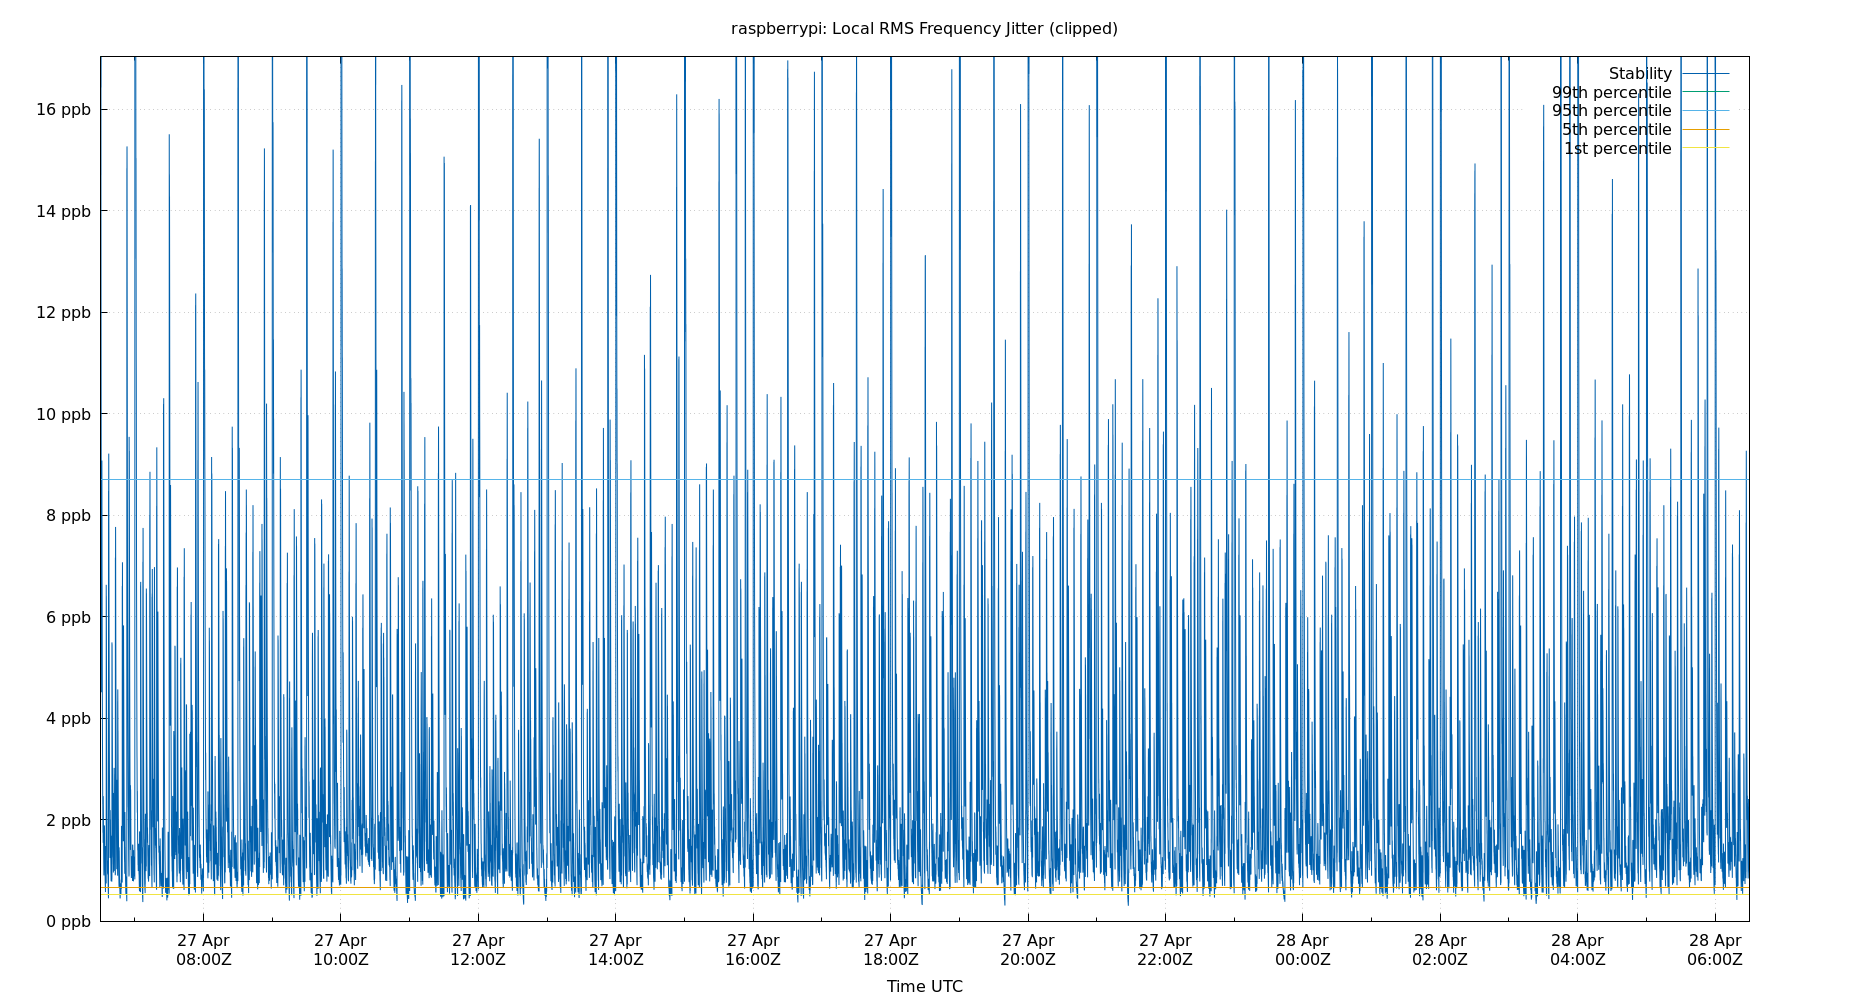 raspberrypi: Local RMS Frequency Jitter (clipped)
Stability
99th percentile
95th percentile
5th percentile
1st percentile
16 ppb
14 ppb
12 ppb
10 ppb
8 ppb
6 ppb
4 ppb
2 ppb
0 ppb
27 Apr 27 Apr 27 Apr 27 Apr 27 Apr 27 Apr 27 Apr 27 Apr 28 Apr 28 Apr 28 Apr 28 Apr
08:00Z 10:00Z 12:00Z 14:00Z 16:00Z 18:00Z 20:00Z 22:00Z 00:00Z 02:00Z 04:00Z 06:00Z
Time UTC